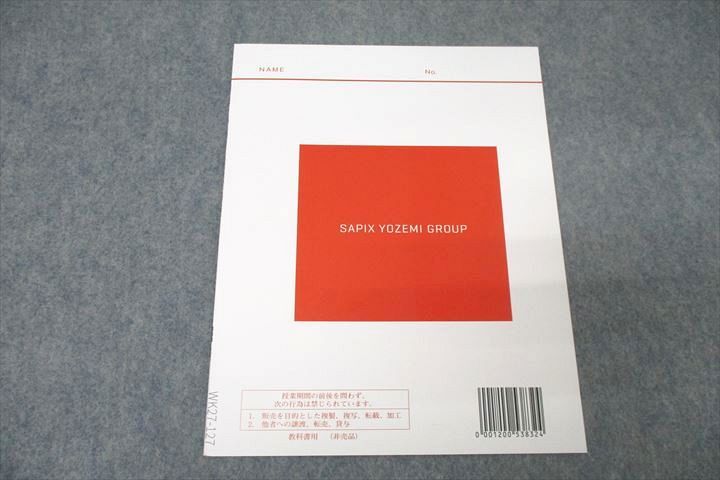 NAME
No.
SAPIX YOZEMI GROUP
授業期間の前後を問わず、
次の行為は禁じられています。
1. 販売を目的とした複製、複写、転載、加工
2. 他者への譲渡、転売、貸与
教科書用 (非売品)
0 001200 538324
WK27-127